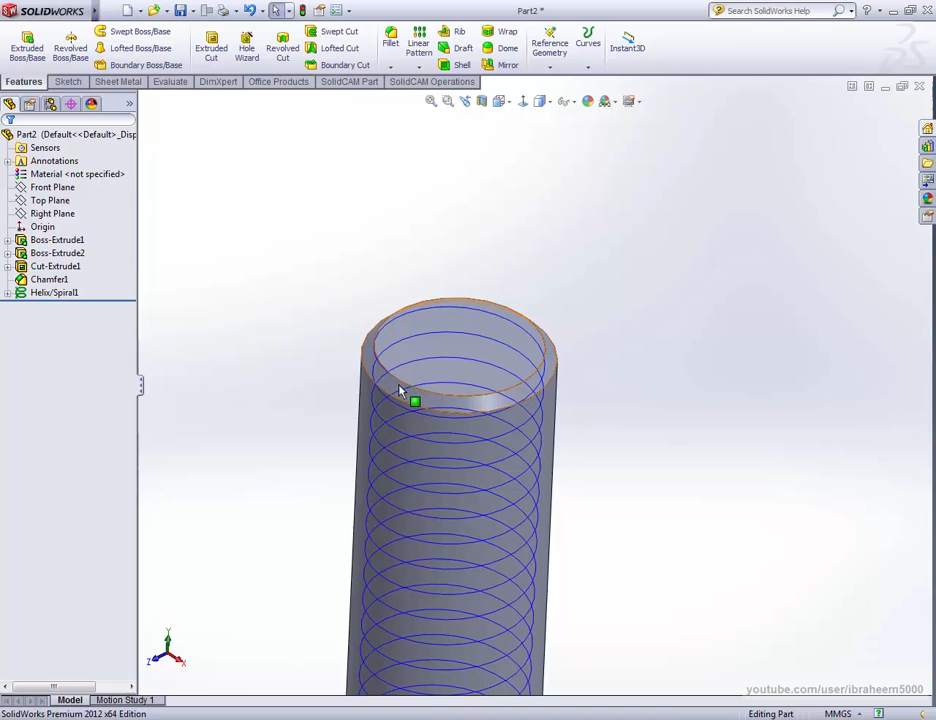 SOLIDWORKS
Part2 *
Search SolidWorks Help
Extruded Boss/Base
Revolved Boss/Base
Swept Boss/Base
Lofted Boss/Base
Boundary Boss/Base
Extruded Cut
Hole Wizard
Revolved Cut
Swept Cut
Lofted Cut
Boundary Cut
Fillet
Linear Pattern
Rib
Draft
Shell
Wrap
Dome
Mirror
Reference Geometry
Curves
Instant3D
Features
Sketch
Sheet Metal
Evaluate
DimXpert
Office Products
SolidCAM Part
SolidCAM Operations
Part2 (Default<<Default>_Disp
Sensors
Annotations
Material <not specified>
Front Plane
Top Plane
Right Plane
Origin
Boss-Extrude1
Boss-Extrude2
Cut-Extrude1
Chamfer1
Helix/Spiral1
Y
Z
X
youtube.com/user/ibraheem5000
Model
Motion Study 1
SolidWorks Premium 2012 x64 Edition
Editing Part
MMGS